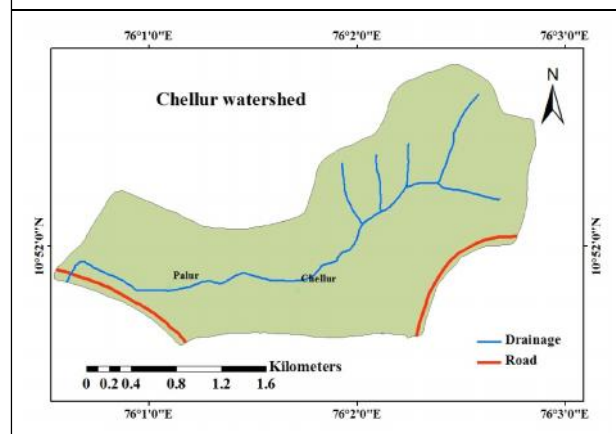 76°1'0"E 76°2'0"E 76°3'0"E
Chellur watershed
N
10°52'0"N
10°52'0"N
Palur
Chellur
Drainage
Road
Kilometers
0 0.2 0.4 0.8 1.2 1.6
76°1'0"E 76°2'0"E 76°3'0"E